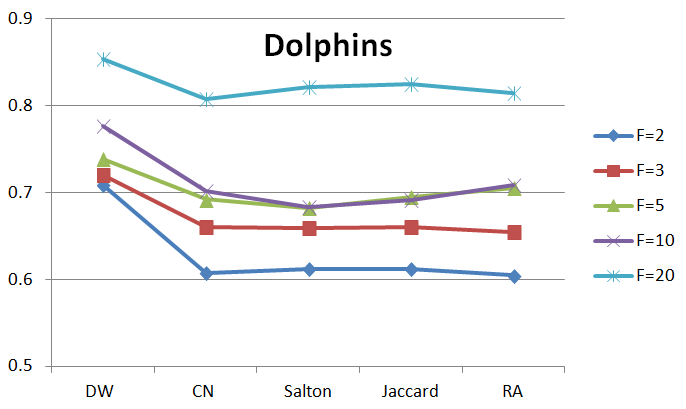 Dolphins
0.9
0.8
0.7
0.6
0.5
DW CN Salton Jaccard RA
F=2
F=3
F=5
F=10
F=20